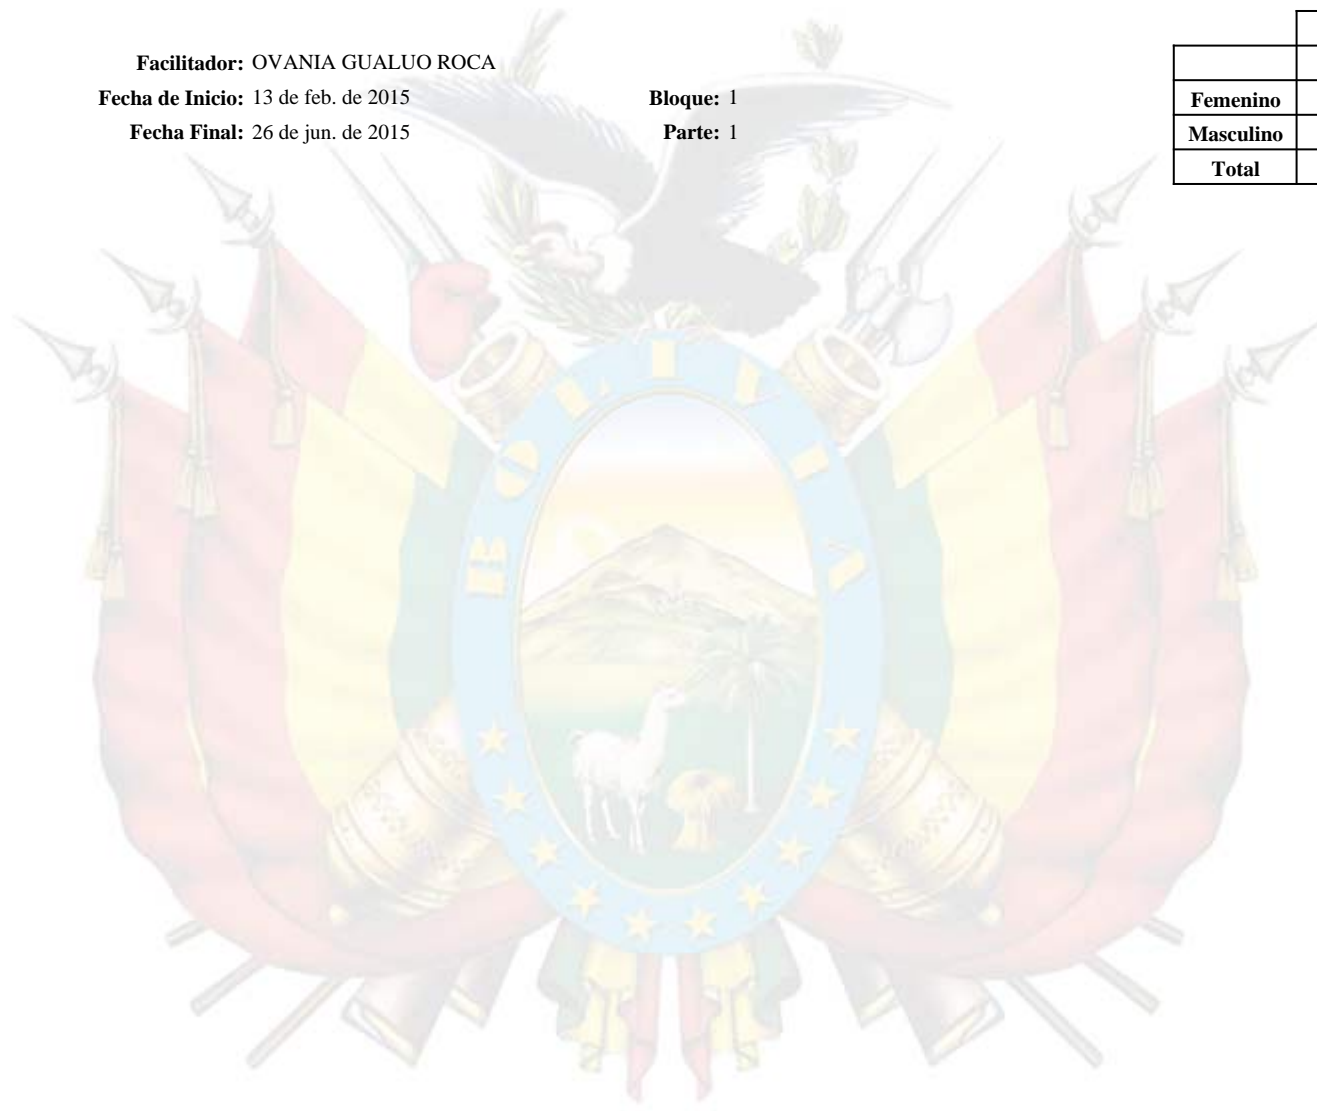 Facilitador: OVANIA GUALUO ROCA
Fecha de Inicio: 13 de feb. de 2015 Bloque: 1
Fecha Final: 26 de jun. de 2015 Parte: 1
Femenino
Masculino
Total
BOLIVIA